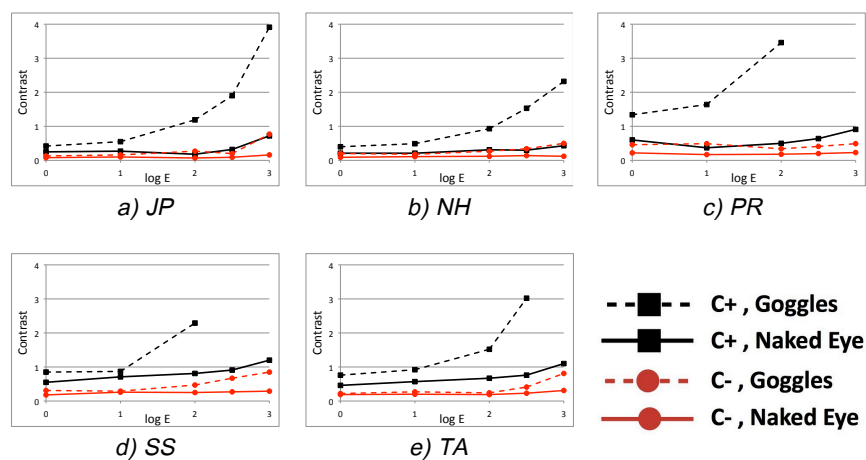 4
3
2
1
0
Contrast
0 1 2 3
log E
a) JP
4
3
2
1
0
Contrast
0 1 2 3
log E
b) NH
4
3
2
1
0
Contrast
0 1 2 3
log E
c) PR
4
3
2
1
0
Contrast
0 1 2 3
log E
d) SS
4
3
2
1
0
Contrast
0 1 2 3
log E
e) TA
C+ , Goggles
C+ , Naked Eye
C- , Goggles
C- , Naked Eye